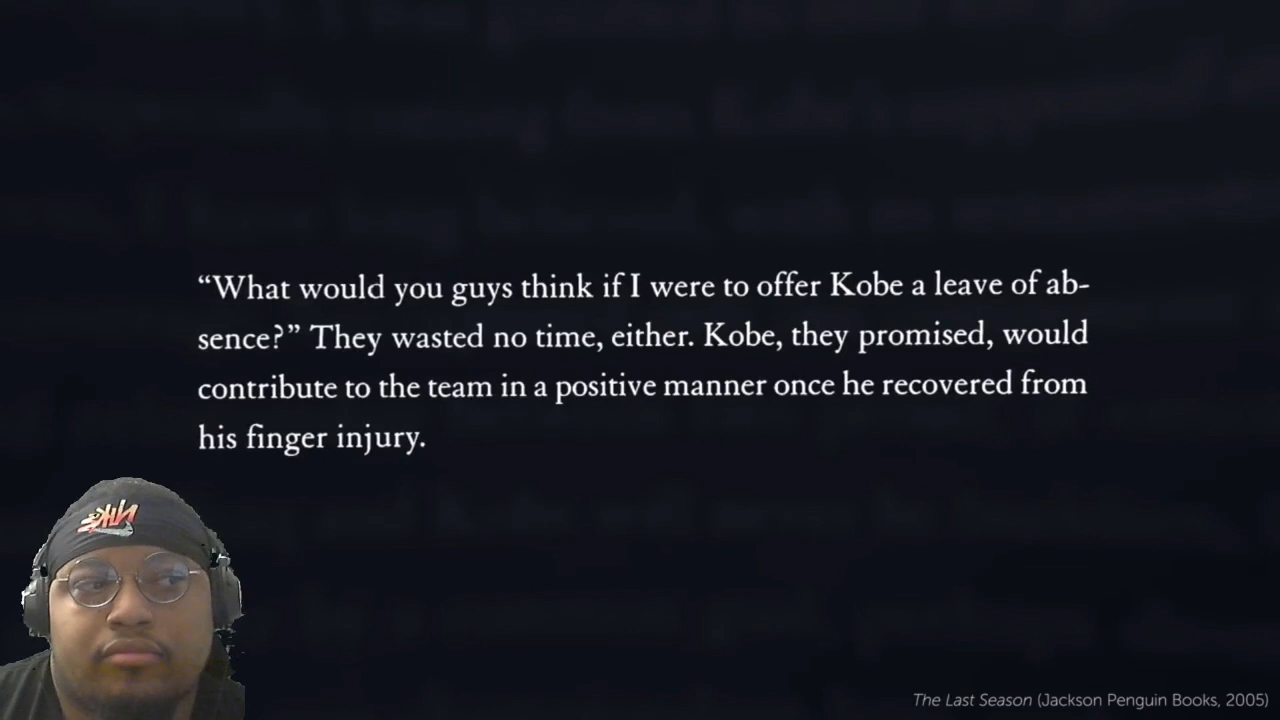 “What would you guys think if I were to offer Kobe a leave of ab-
sence?” They wasted no time, either. Kobe, they promised, would
contribute to the team in a positive manner once he recovered from
his finger injury.
The Last Season (Jackson Penguin Books, 2005)